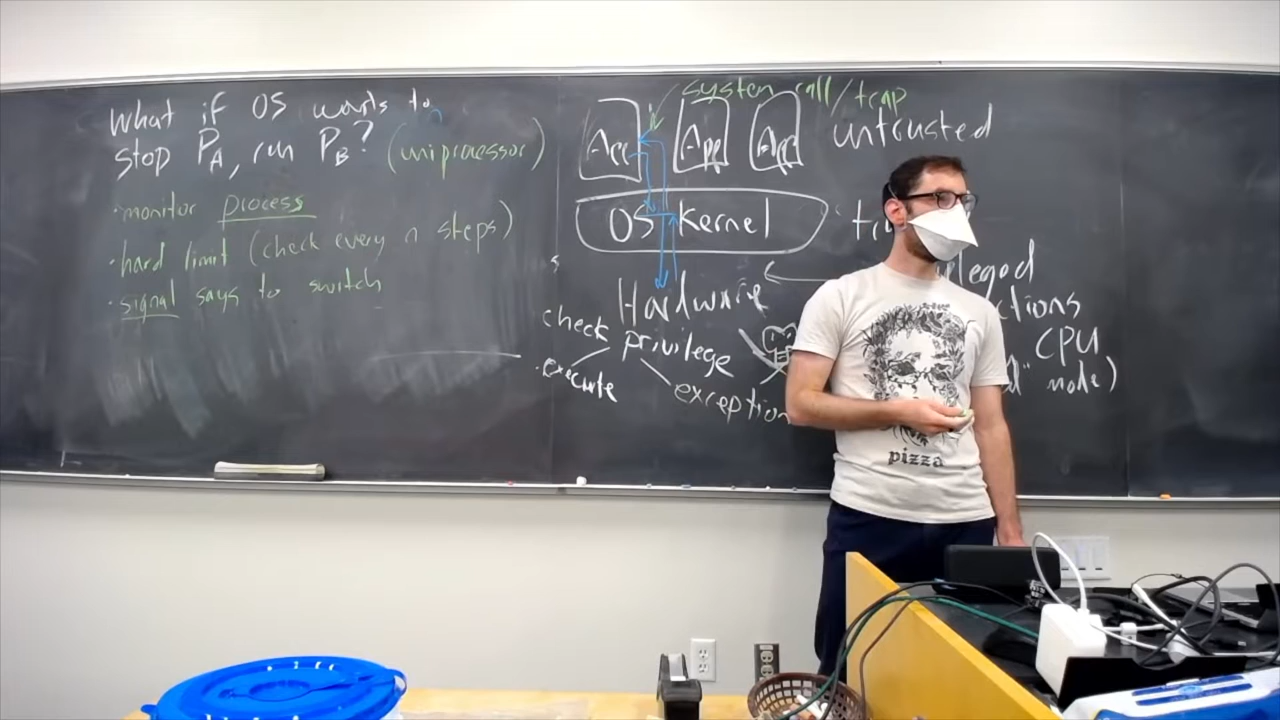 What if OS wants to
stop PA, run PB? (uniprocessor)
· monitor process
· hard limit (check every n steps)
· signal says to switch
system call/trap
App App App untrusted
OS Kernel
Hardware
check privilege
· execute
exception
CPU
mode)
pizza